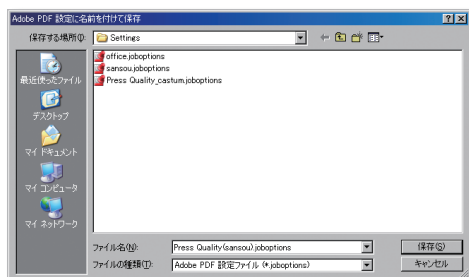 Adobe PDF 設定に名前を付けて保存
保存する場所(I):
Settings
最近使ったファイル
デスクトップ
マイ ドキュメント
マイ コンピュータ
マイ ネットワーク
office.joboptions
sansou.joboptions
Press Quality_castum.joboptions
ファイル名(N):
Press Quality(sansou).joboptions
保存(S)
ファイルの種類(T):
Adobe PDF 設定ファイル (*.joboptions)
キャンセル